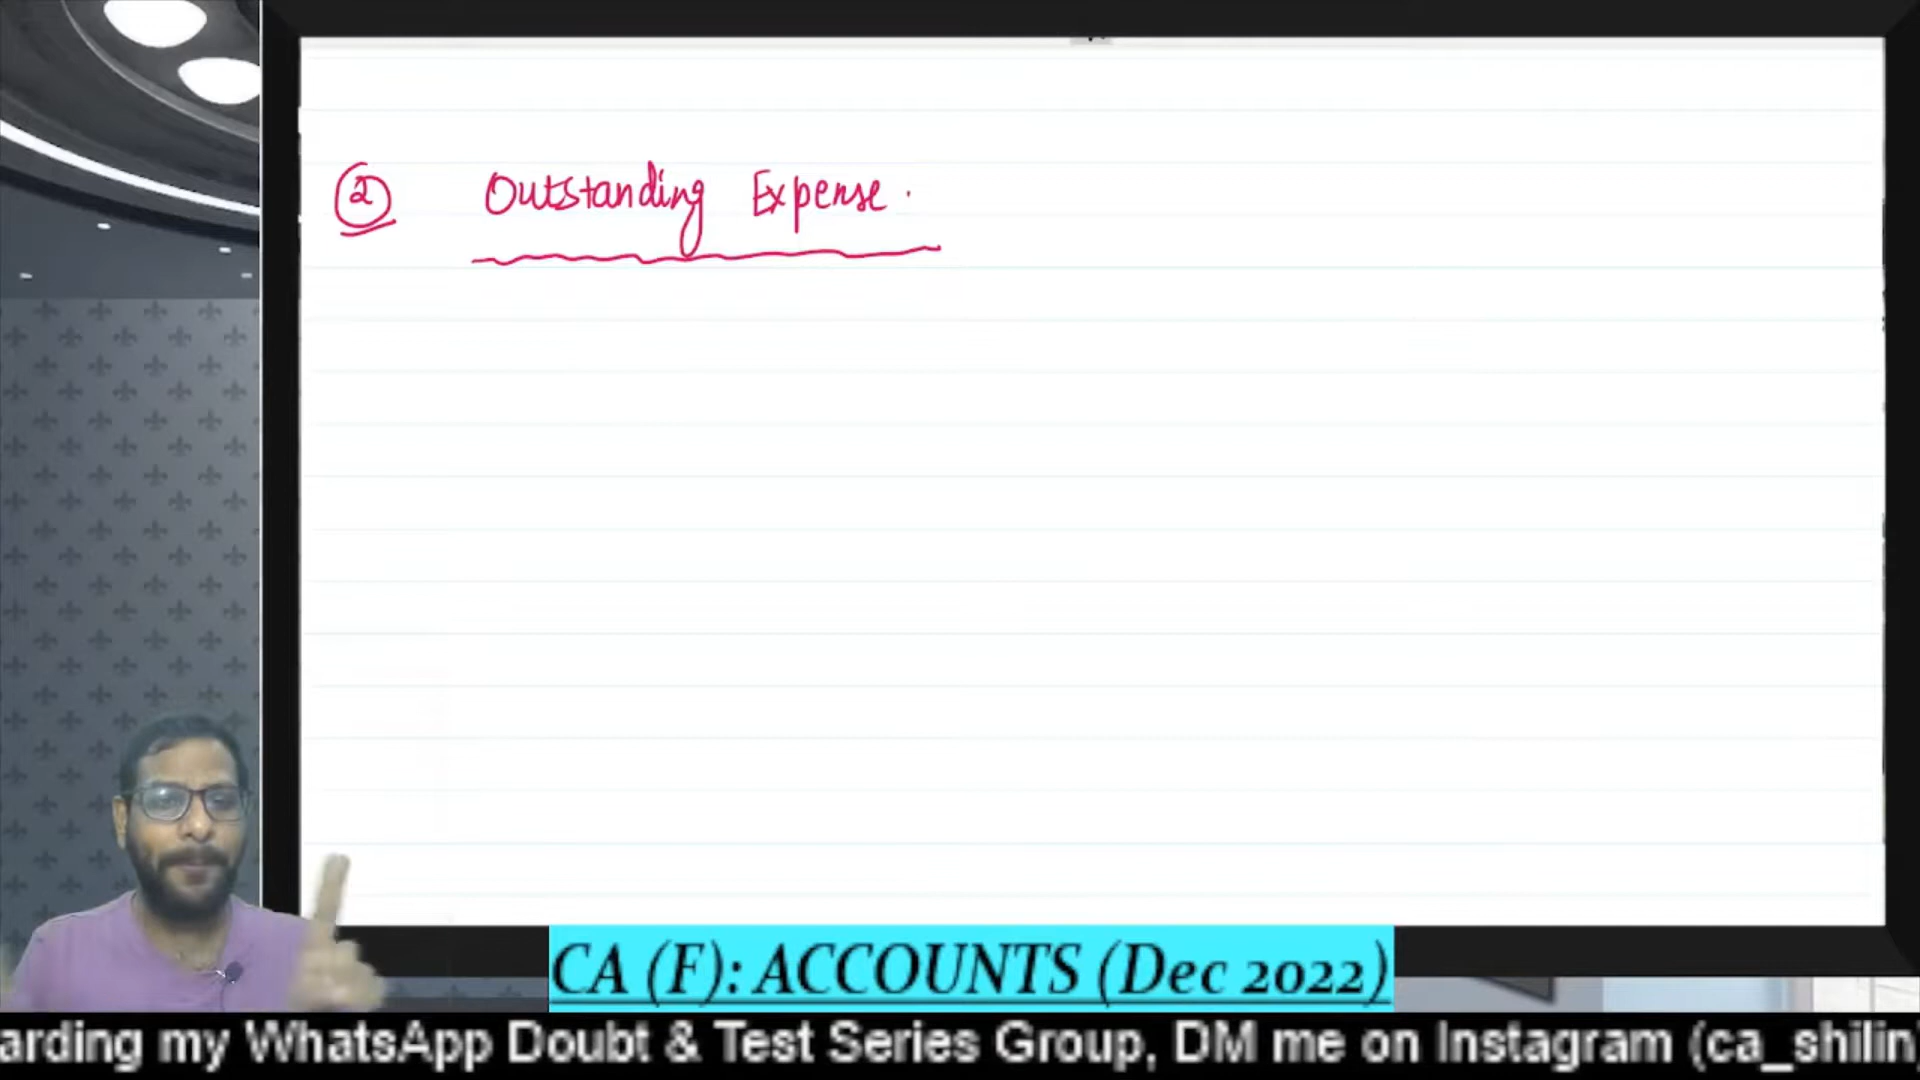 ② Outstanding Expense.
CA (F): ACCOUNTS (Dec 2022)
arding my WhatsApp Doubt & Test Series Group, DM me on Instagram (ca_shilin